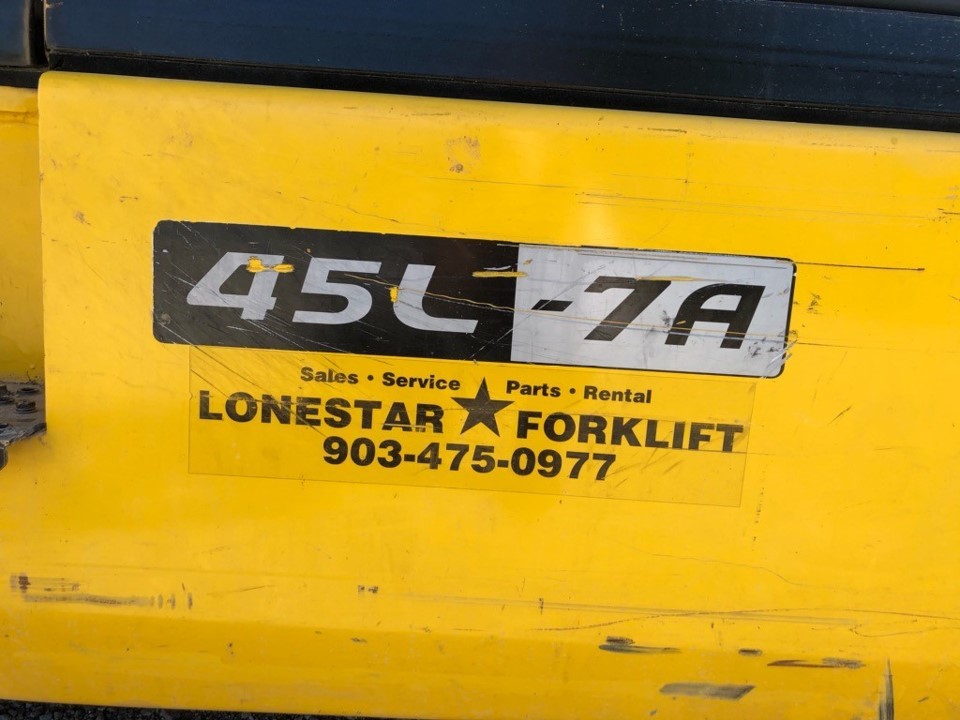 45L-7A
Sales · Service Parts · Rental
LONESTAR FORKLIFT
903-475-0977